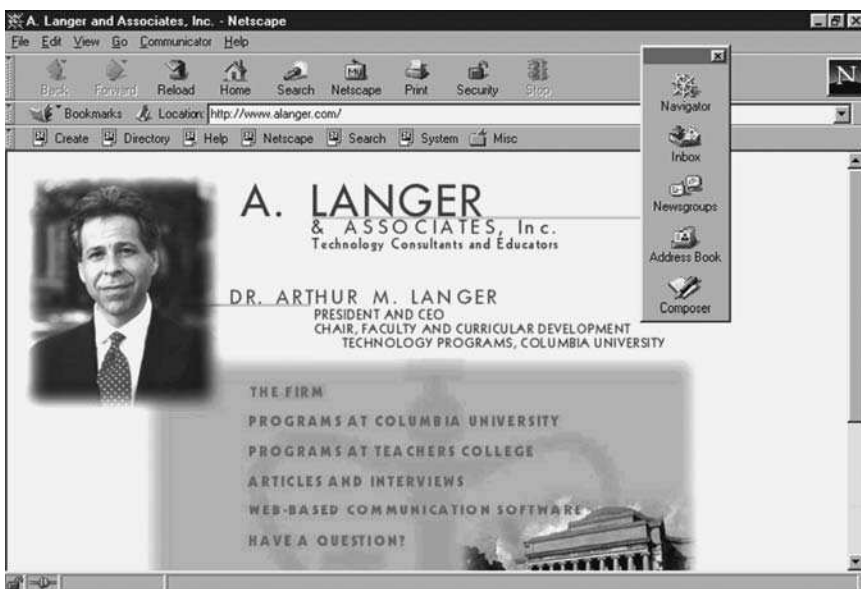 A. Langer and Associates, Inc. - Netscape
File Edit View Go Communicator Help
Back Forward Reload Home Search Netscape Print Security Stop
My
N
Bookmarks Location: http://www.alanger.com/
Create Directory Help Netscape Search System Misc
Navigator
Inbox
Newsgroups
Address Book
Composer
A. LANGER
& ASSOCIATES, Inc.
Technology Consultants and Educators
DR. ARTHUR M. LANGER
PRESIDENT AND CEO
CHAIR, FACULTY AND CURRICULAR DEVELOPMENT
TECHNOLOGY PROGRAMS, COLUMBIA UNIVERSITY
THE FIRM
PROGRAMS AT COLUMBIA UNIVERSITY
PROGRAMS AT TEACHERS COLLEGE
ARTICLES AND INTERVIEWS
WEB-BASED COMMUNICATION SOFTWARE
HAVE A QUESTION?